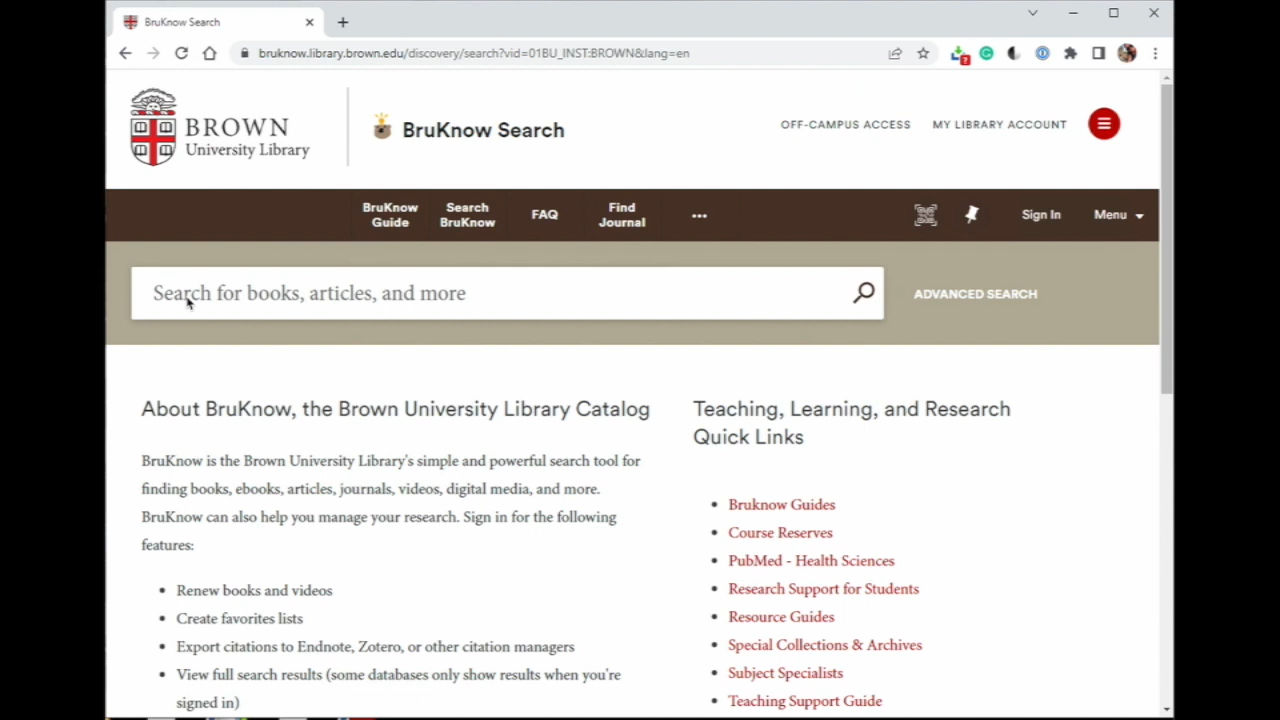 BruKnow Search
bruknow.library.brown.edu/discovery/search?vid=01BU_INST:BROWN&lang=en
7
BROWN
University Library
BruKnow Search
OFF-CAMPUS ACCESS
MY LIBRARY ACCOUNT
BruKnow
Guide
Search
BruKnow
FAQ
Find
Journal
Sign In
Menu
Search for books, articles, and more
ADVANCED SEARCH
About BruKnow, the Brown University Library Catalog
BruKnow is the Brown University Library's simple and powerful search tool for
finding books, ebooks, articles, journals, videos, digital media, and more.
BruKnow can also help you manage your research. Sign in for the following
features:
• Renew books and videos
• Create favorites lists
• Export citations to Endnote, Zotero, or other citation managers
• View full search results (some databases only show results when you're
signed in)
Teaching, Learning, and Research
Quick Links
• Bruknow Guides
• Course Reserves
• PubMed - Health Sciences
• Research Support for Students
• Resource Guides
• Special Collections & Archives
• Subject Specialists
• Teaching Support Guide